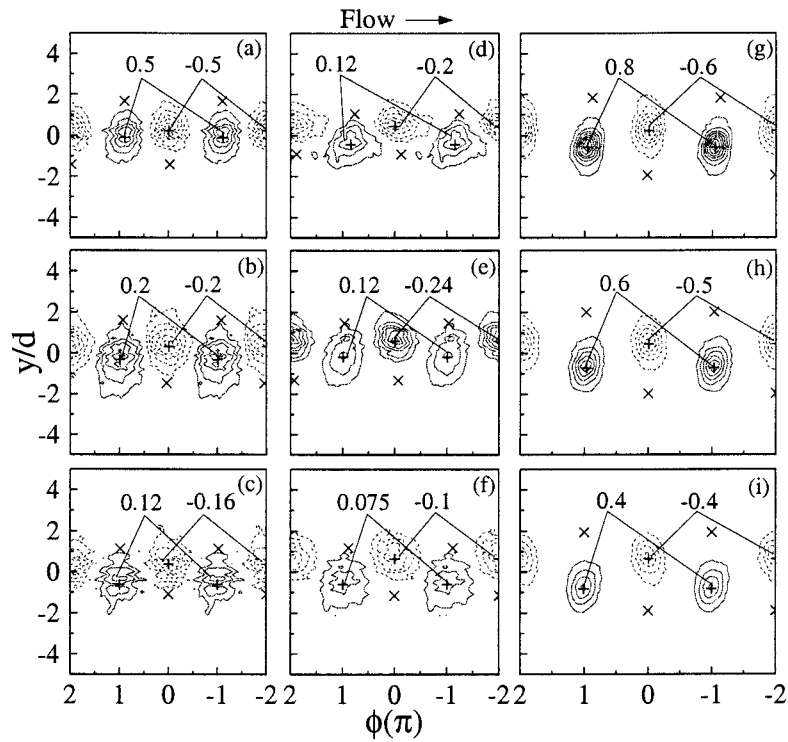 Flow →
(a) (d) (g)
0.5 -0.5 0.12 -0.2 0.8 -0.6
4
2
0
-2
-4
(b) (e) (h)
0.2 -0.2 0.12 -0.24 0.6 -0.5
4
2
0
-2
-4
y/d
(c) (f) (i)
0.12 -0.16 0.075 -0.1 0.4 -0.4
4
2
0
-2
-4
2 1 0 -1 -2 2 1 0 -1 -2 2 1 0 -1 -2
ϕ(π)